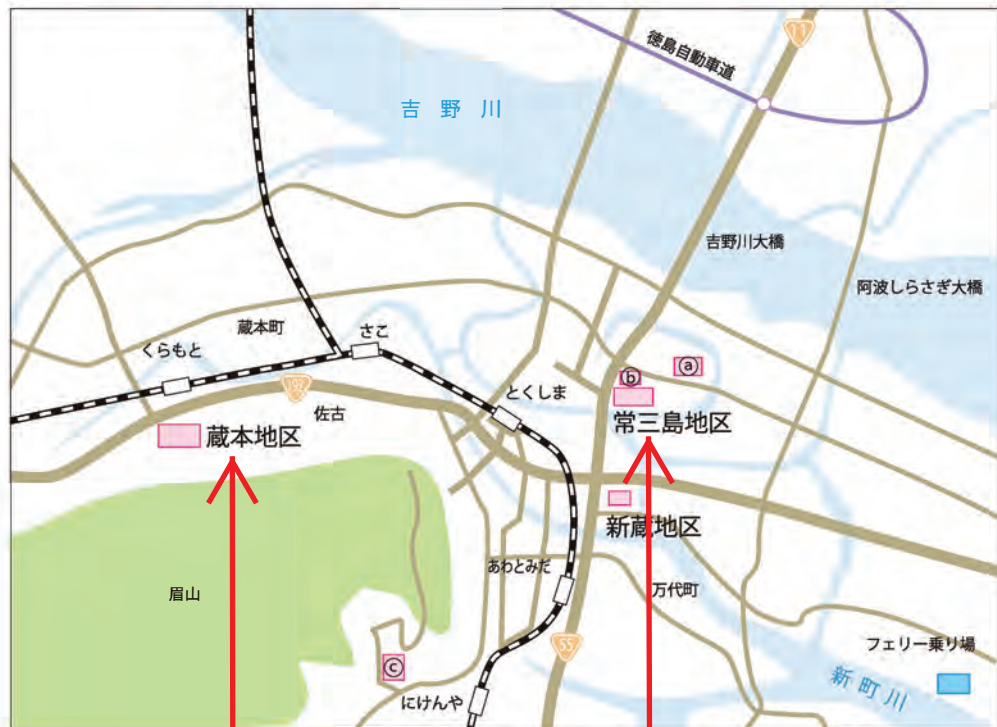 11
徳島自動車道
吉野川
吉野川大橋
阿波しらさぎ大橋
蔵本町
さこ
くらもと
192
佐古
とくしま
ⓐ
ⓑ
蔵本地区
常三島地区
新蔵地区
あわとみだ
眉山
万代町
フェリー乗り場
55
ⓒ
にけんや
新町川